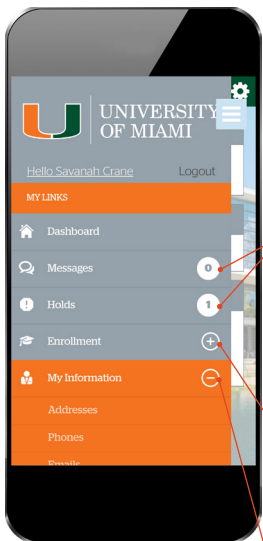 UNIVERSITY
OF MIAMI
Hello Savanah Crane Logout
MY LINKS
Dashboard
Messages 0
Holds 1
Enrollment
My Information
Addresses
Phones
Emails